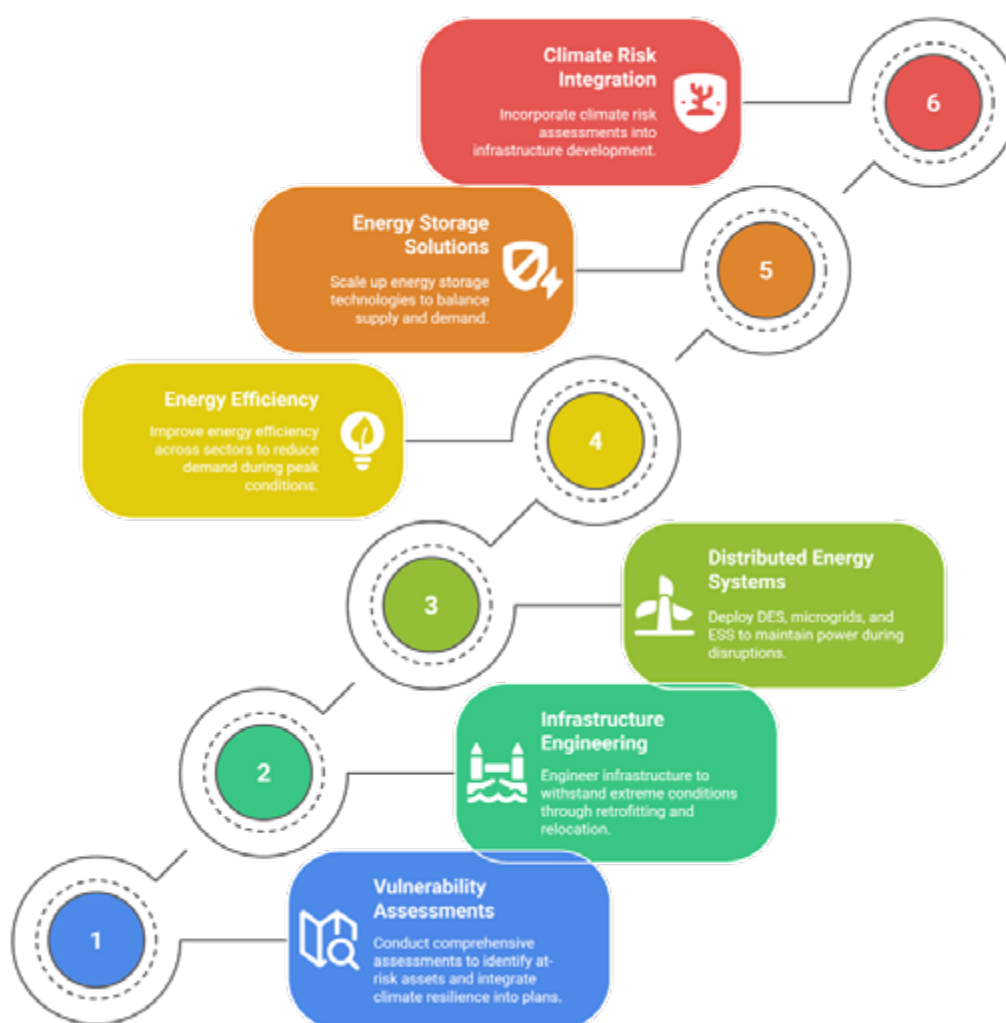 Climate Risk
Integration
Incorporate climate risk
assessments into
infrastructure development.
6
Energy Storage
Solutions
Scale up energy storage
technologies to balance
supply and demand.
5
Energy Efficiency
Improve energy efficiency
across sectors to reduce
demand during peak
conditions.
4
3
Distributed Energy
Systems
Deploy DES, microgrids, and
ESS to maintain power during
disruptions.
2
Infrastructure
Engineering
Engineer infrastructure to
withstand extreme conditions
through retrofitting and
relocation.
1
Vulnerability
Assessments
Conduct comprehensive
assessments to identify at-
risk assets and integrate
climate resilience into plans.